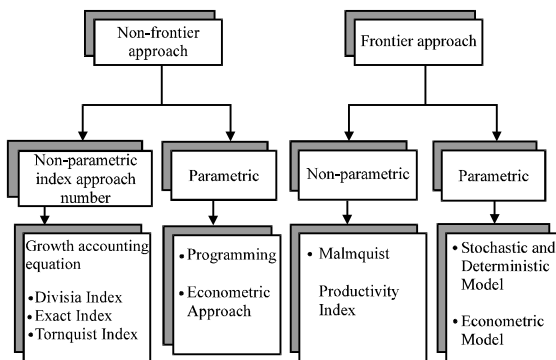 Non-frontier
approach
Frontier approach
Non-parametric
index approach
number
Parametric
Non-parametric
Parametric
Growth accounting
equation
•Divisia Index
•Exact Index
•Tornquist Index
•Programming
•Econometric
Approach
• Malmquist
Productivity
Index
•Stochastic and
Deterministic
Model
•Econometric
Model